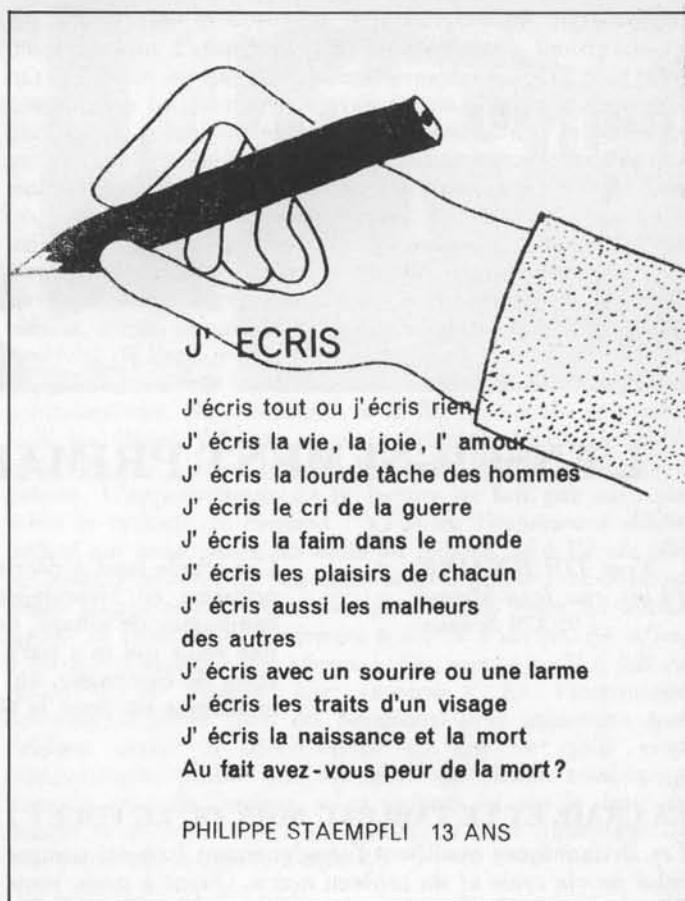 J' ECRIS
J'écris tout ou j'écris rien
J'écris la vie, la joie, l' amour
J' écris la lourde tâche des hommes
J' écris le cri de la guerre
J' écris la faim dans le monde
J' écris les plaisirs de chacun
J' écris aussi les malheurs
des autres
J'écris avec un sourire ou une larme
J'écris les traits d'un visage
J' écris la naissance et la mort
Au fait avez-vous peur de la mort?
PHILIPPE STAEMPFLI 13 ANS